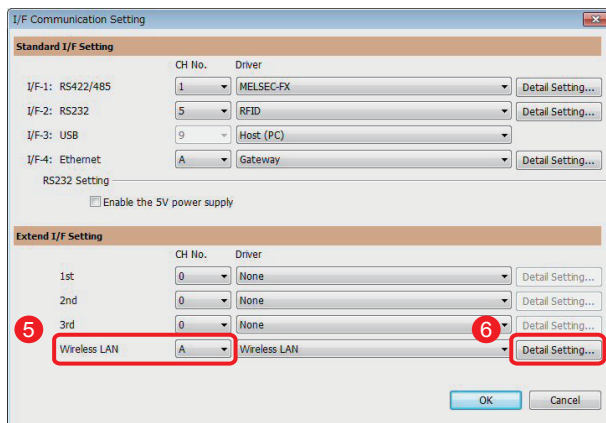 I/F Communication Setting
Standard I/F Setting
CH No. Driver
I/F-1: RS422/485 1 MELSEC-FX Detail Setting...
I/F-2: RS232 5 RFID Detail Setting...
I/F-3: USB 9 Host (PC)
I/F-4: Ethernet A Gateway Detail Setting...
RS232 Setting
Enable the 5V power supply
Extend I/F Setting
CH No. Driver
1st 0 None Detail Setting...
2nd 0 None Detail Setting...
3rd 0 None Detail Setting...
5 Wireless LAN A Wireless LAN 6 Detail Setting...
OK Cancel